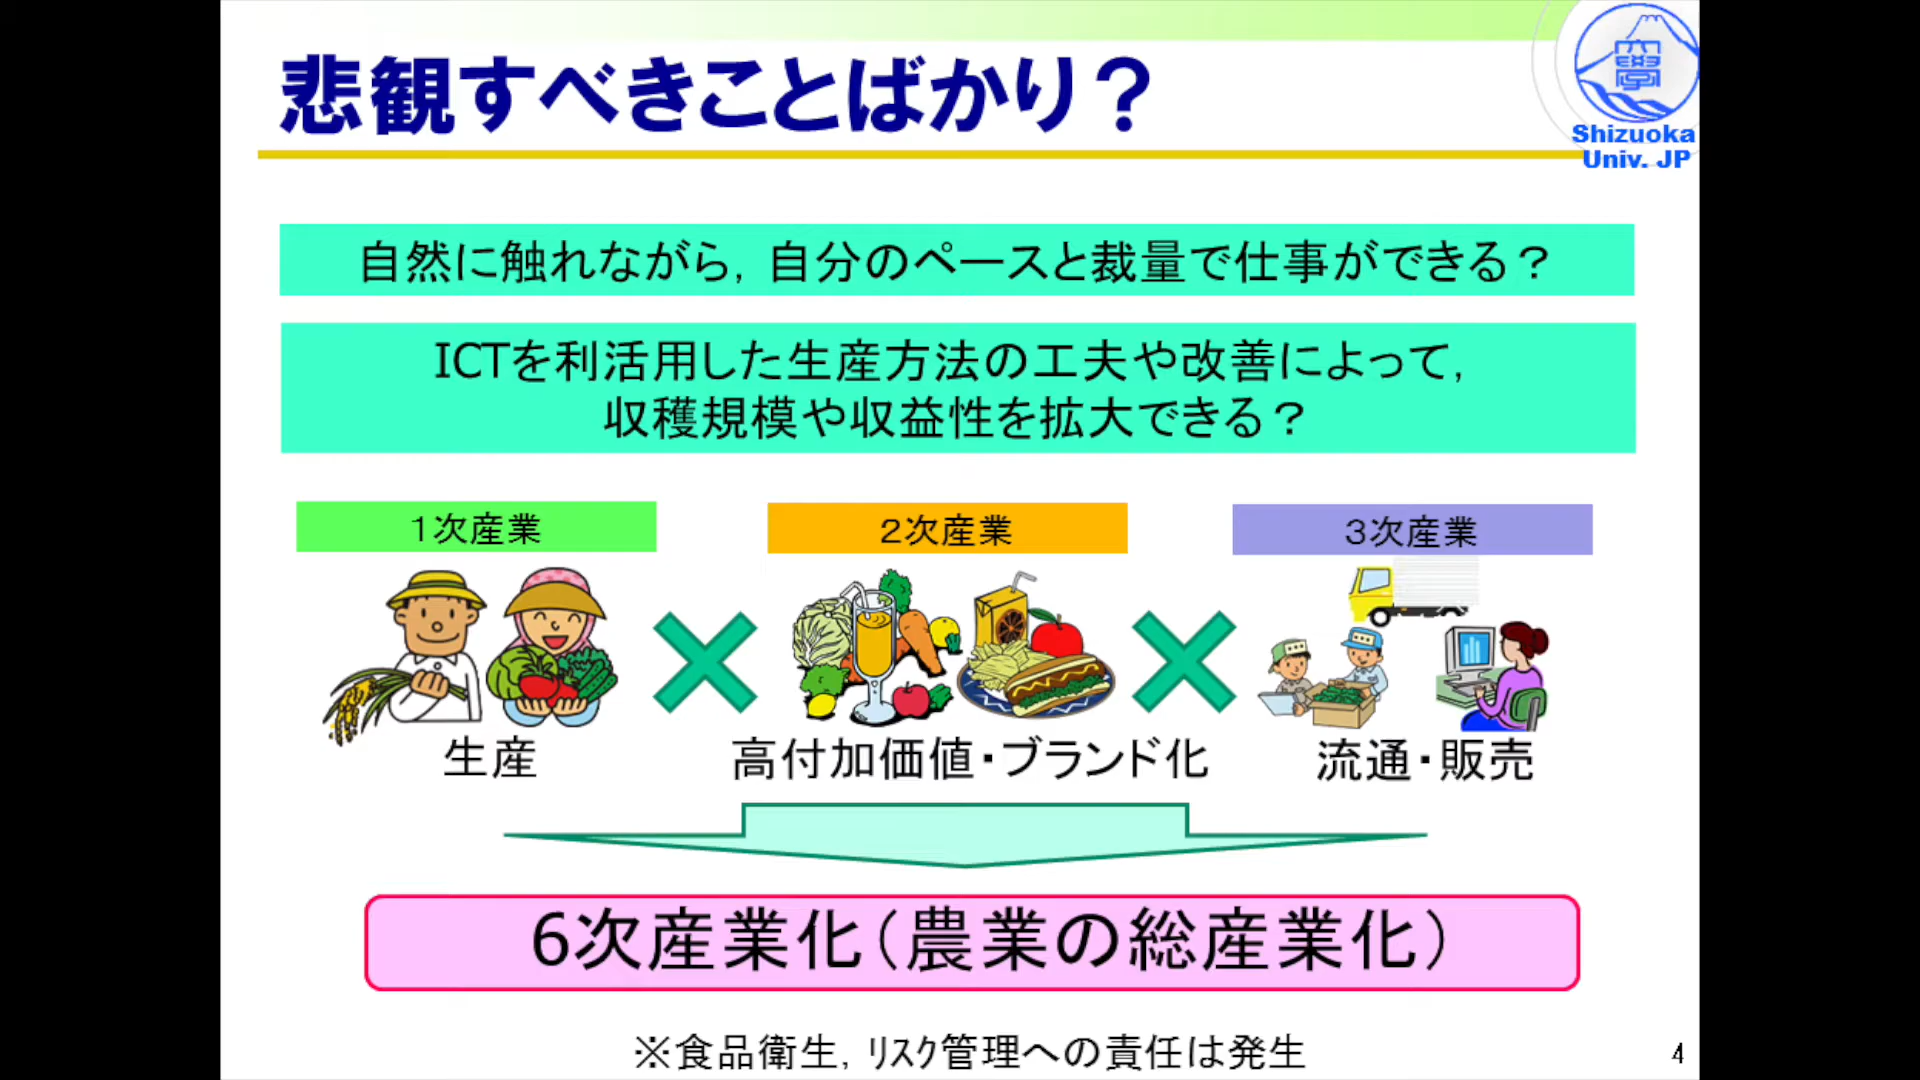 悲観すべきことばかり？
Shizuoka
Univ. JP
自然に触れながら，自分のペースと裁量で仕事ができる？
ICTを利活用した生産方法の工夫や改善によって，
収穫規模や収益性を拡大できる？
１次産業
２次産業
３次産業
生産
高付加価値・ブランド化
流通・販売
6次産業化（農業の総産業化）
※食品衛生，ﾘｽｸ管理への責任は発生
4